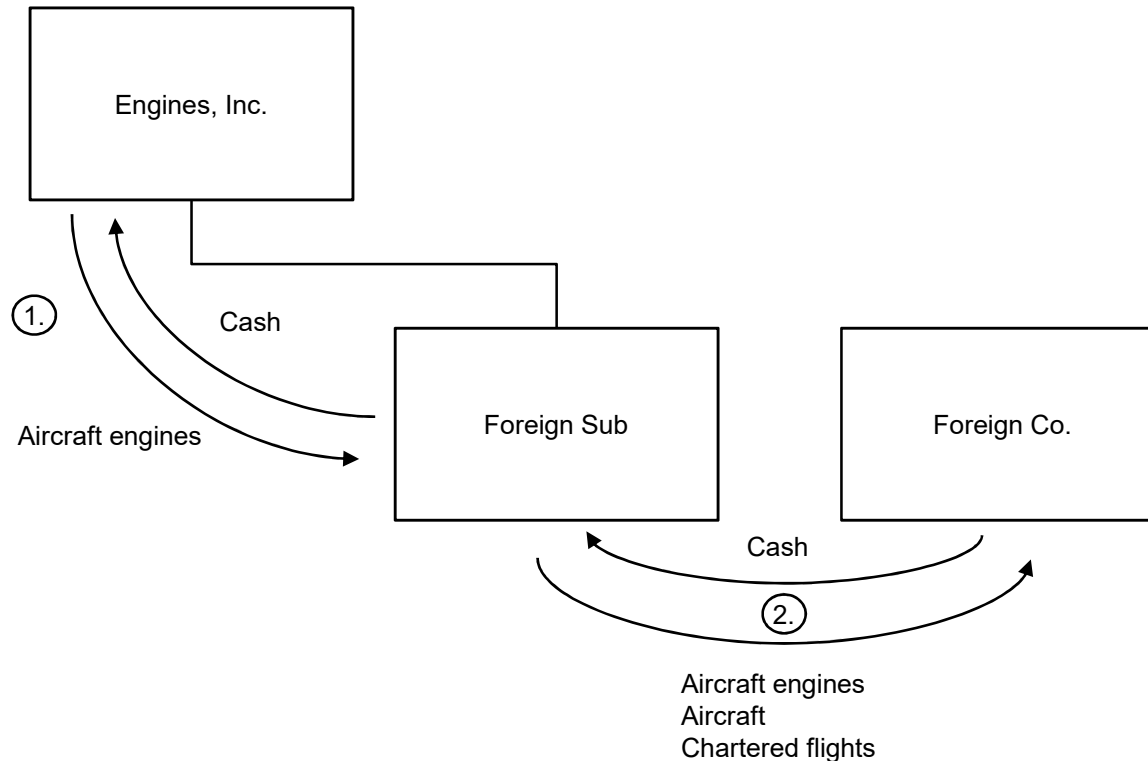 Engines, Inc.
1.
Cash
Aircraft engines
Foreign Sub
Foreign Co.
Cash
2.
Aircraft engines
Aircraft
Chartered flights